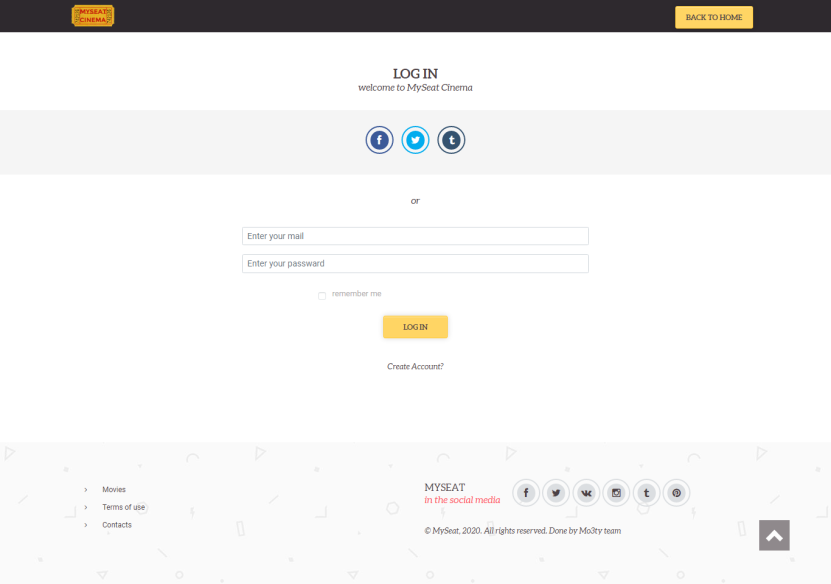 MYSEAT
CINEMA
BACK TO HOME
LOG IN
welcome to MySeat Cinema
or
Enter your mail
Enter your password
remember me
LOG IN
Create Account?
Movies
Terms of use
Contacts
MYSEAT
in the social media
© MySeat, 2020. All rights reserved. Done by Mo3ty team